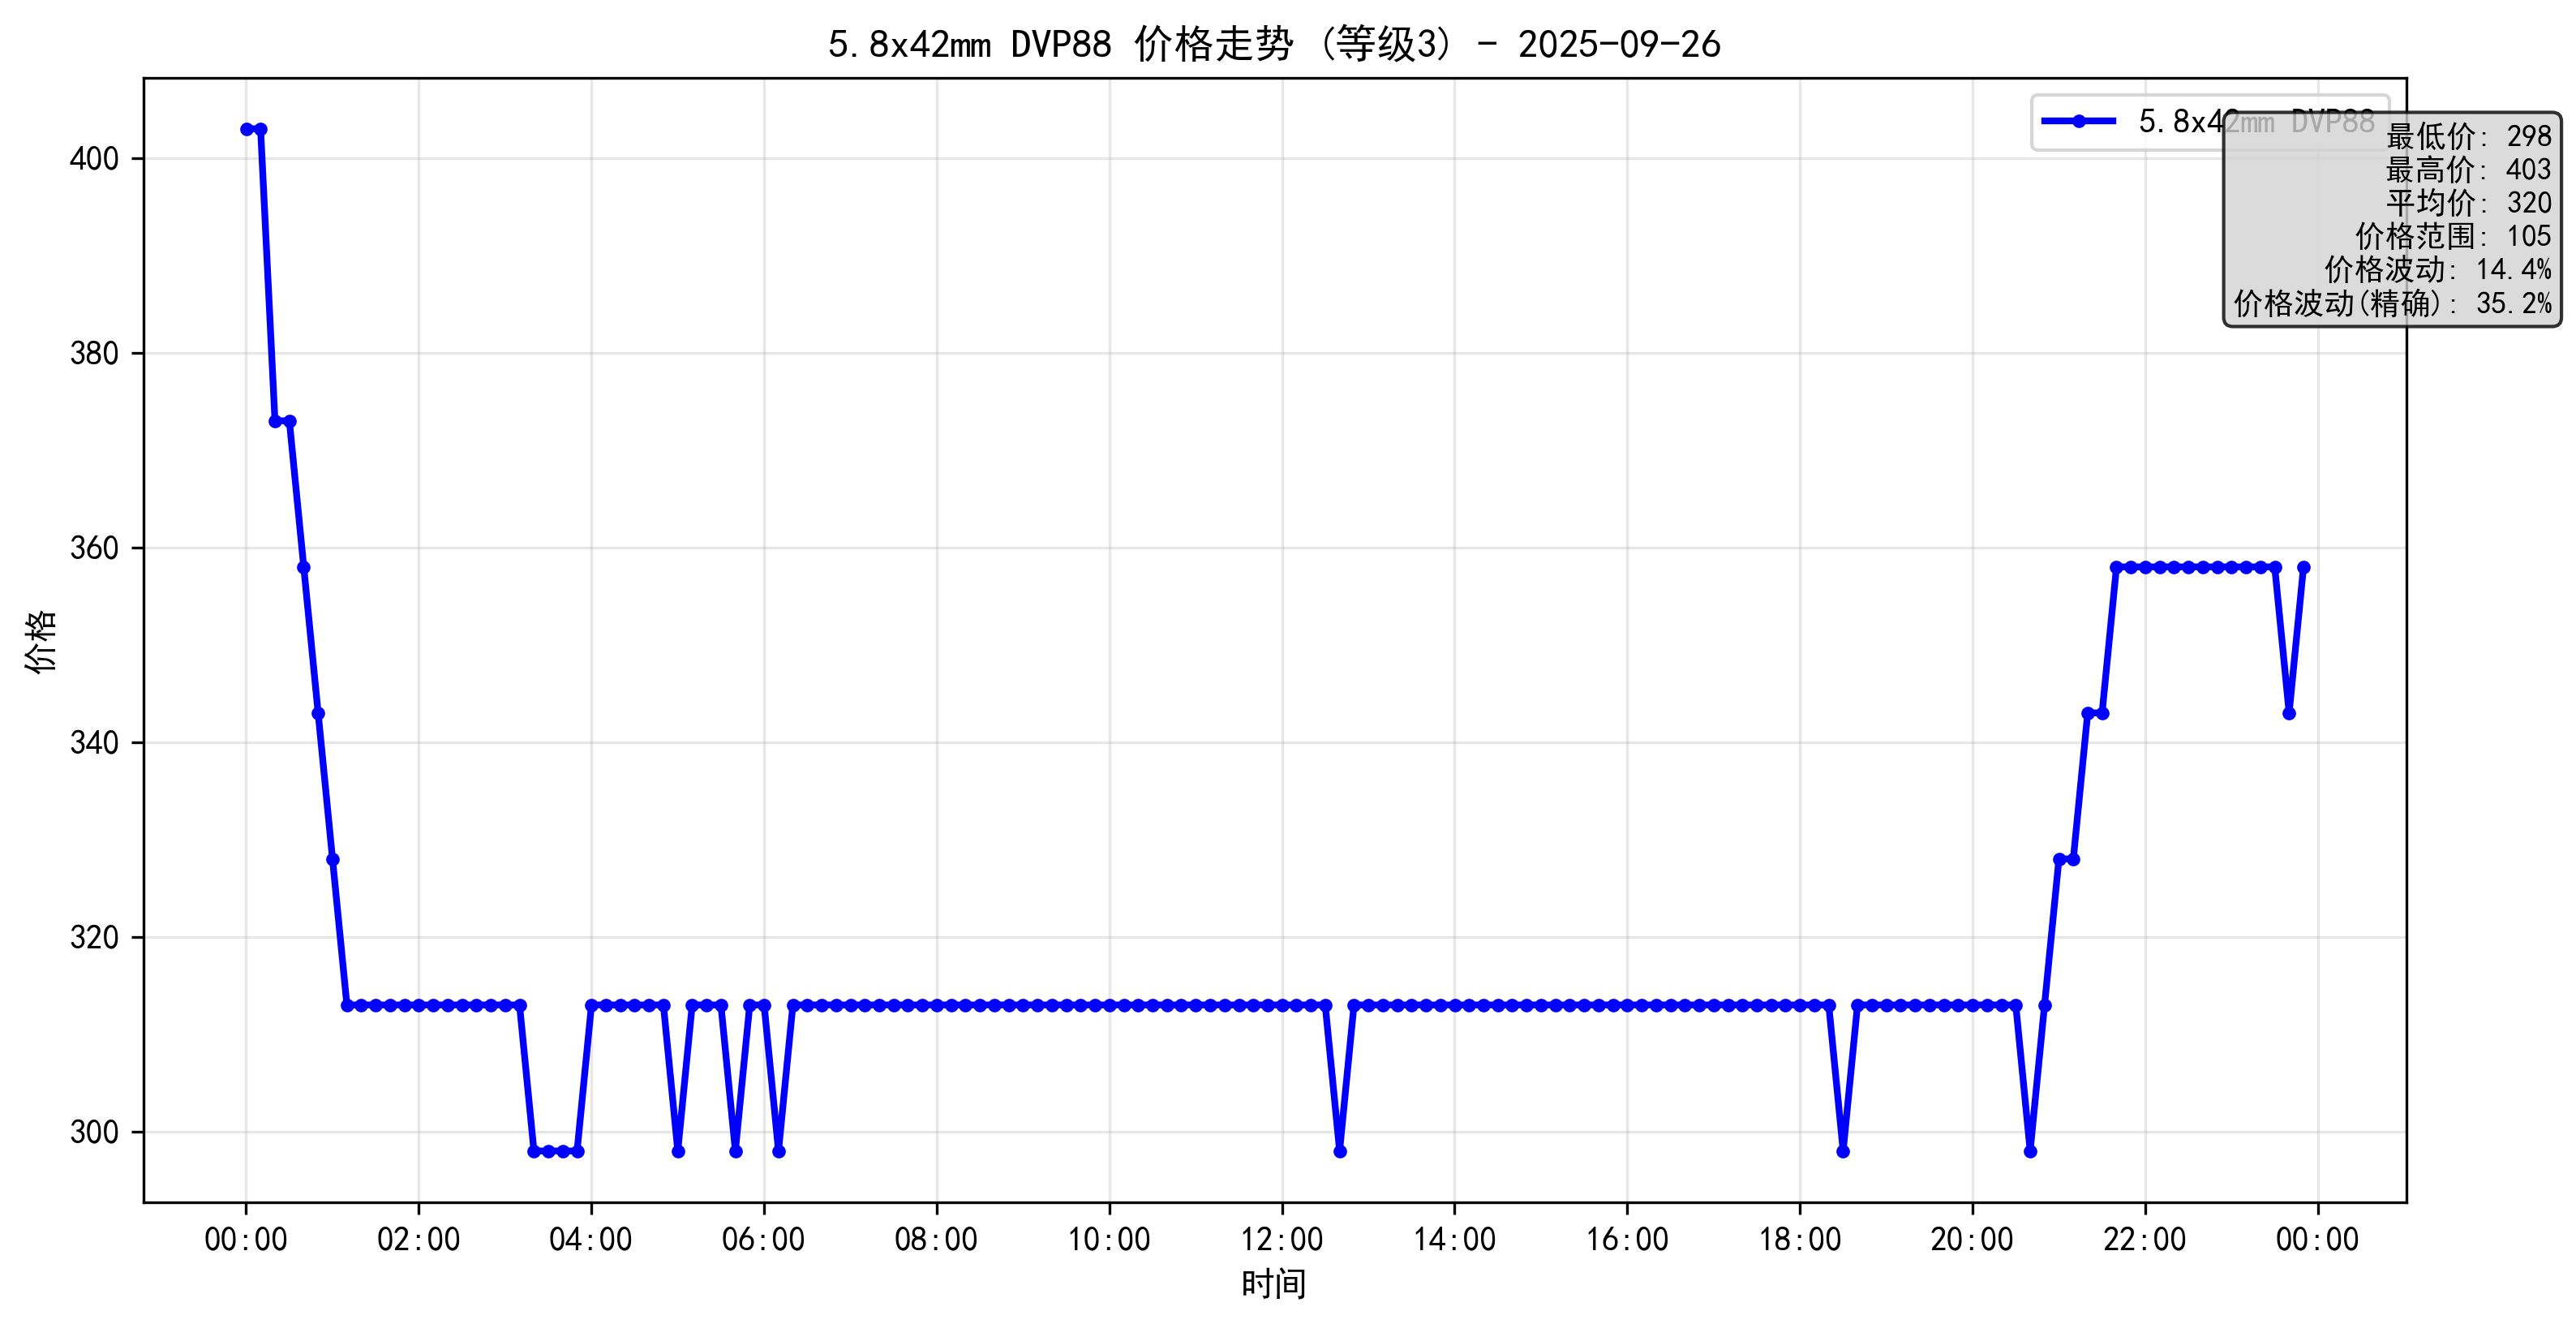 5.8x42mm DVP88 价格走势 (等级3) - 2025-09-26
5.8x42mm DVP88
最低价: 298
最高价: 403
平均价: 320
价格范围: 105
价格波动: 14.4%
价格波动(精确): 35.2%
400
380
360
340
320
300
价格
00:00 02:00 04:00 06:00 08:00 10:00 12:00 14:00 16:00 18:00 20:00 22:00 00:00
时间